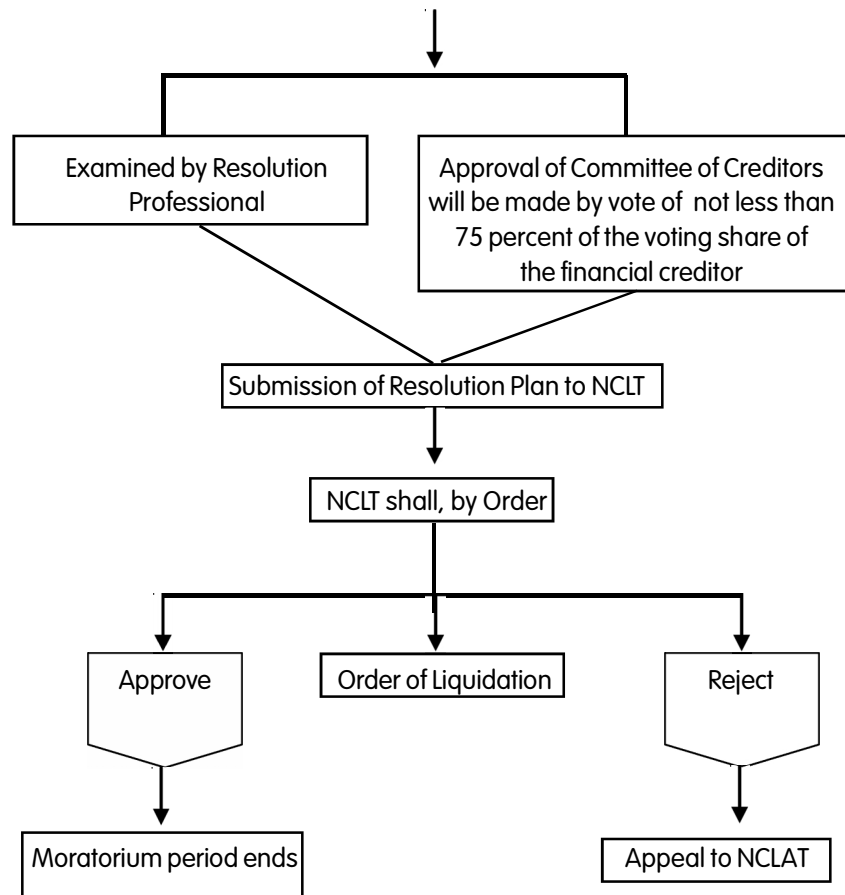 Examined by Resolution
Professional
Approval of Committee of Creditors
will be made by vote of not less than
75 percent of the voting share of
the financial creditor
Submission of Resolution Plan to NCLT
NCLT shall, by Order
Approve
Order of Liquidation
Reject
Moratorium period ends
Appeal to NCLAT